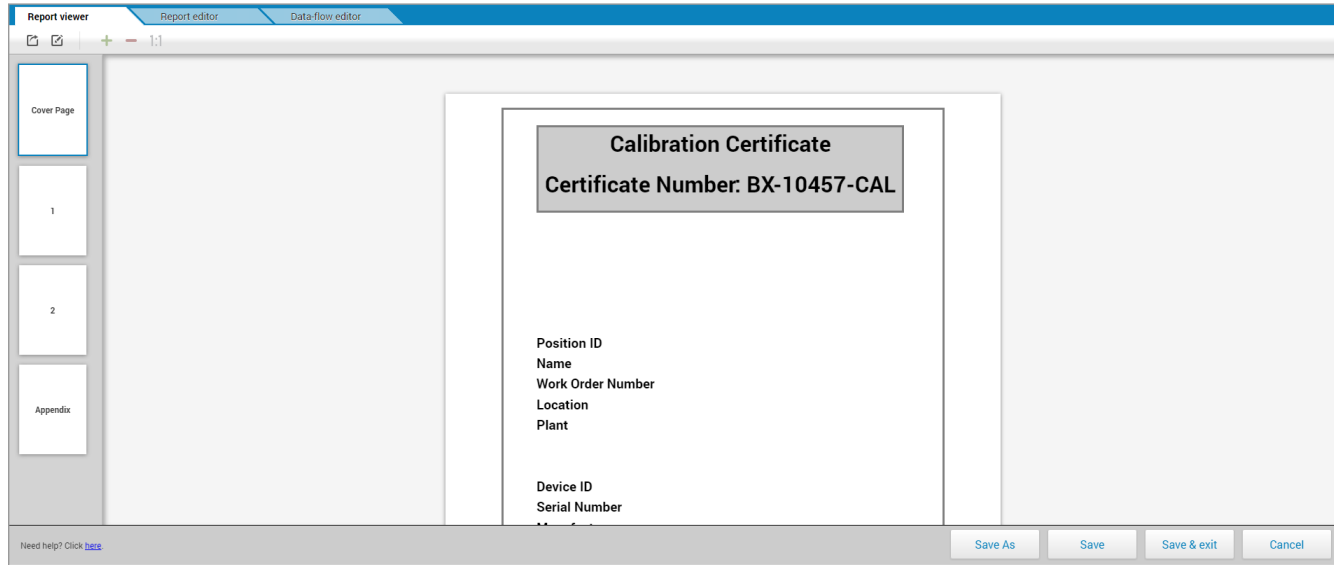 Report viewer Report editor Data-flow editor
1:1
Cover Page
1
2
Appendix
Calibration Certificate
Certificate Number: BX-10457-CAL
Position ID
Name
Work Order Number
Location
Plant
Device ID
Serial Number
Need help? Click here.
Save As Save Save & exit Cancel